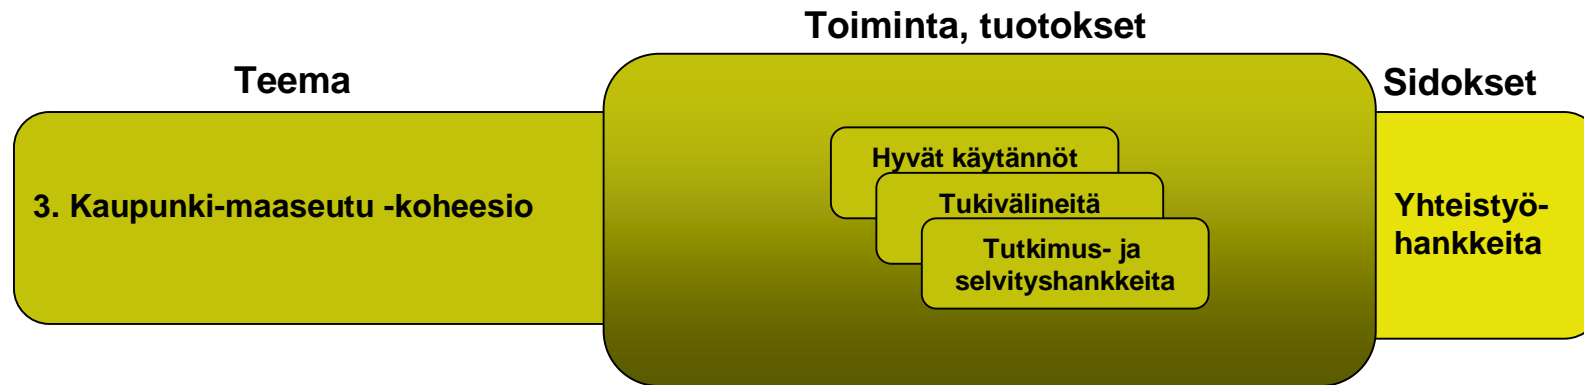 Toiminta, tuotokset
Teema
Sidokset
3. Kaupunki-maaseutu -koheesio
Hyvät käytännöt
Tukivälineitä
Tutkimus- ja
selvityshankkeita
Yhteistyö-
hankkeita